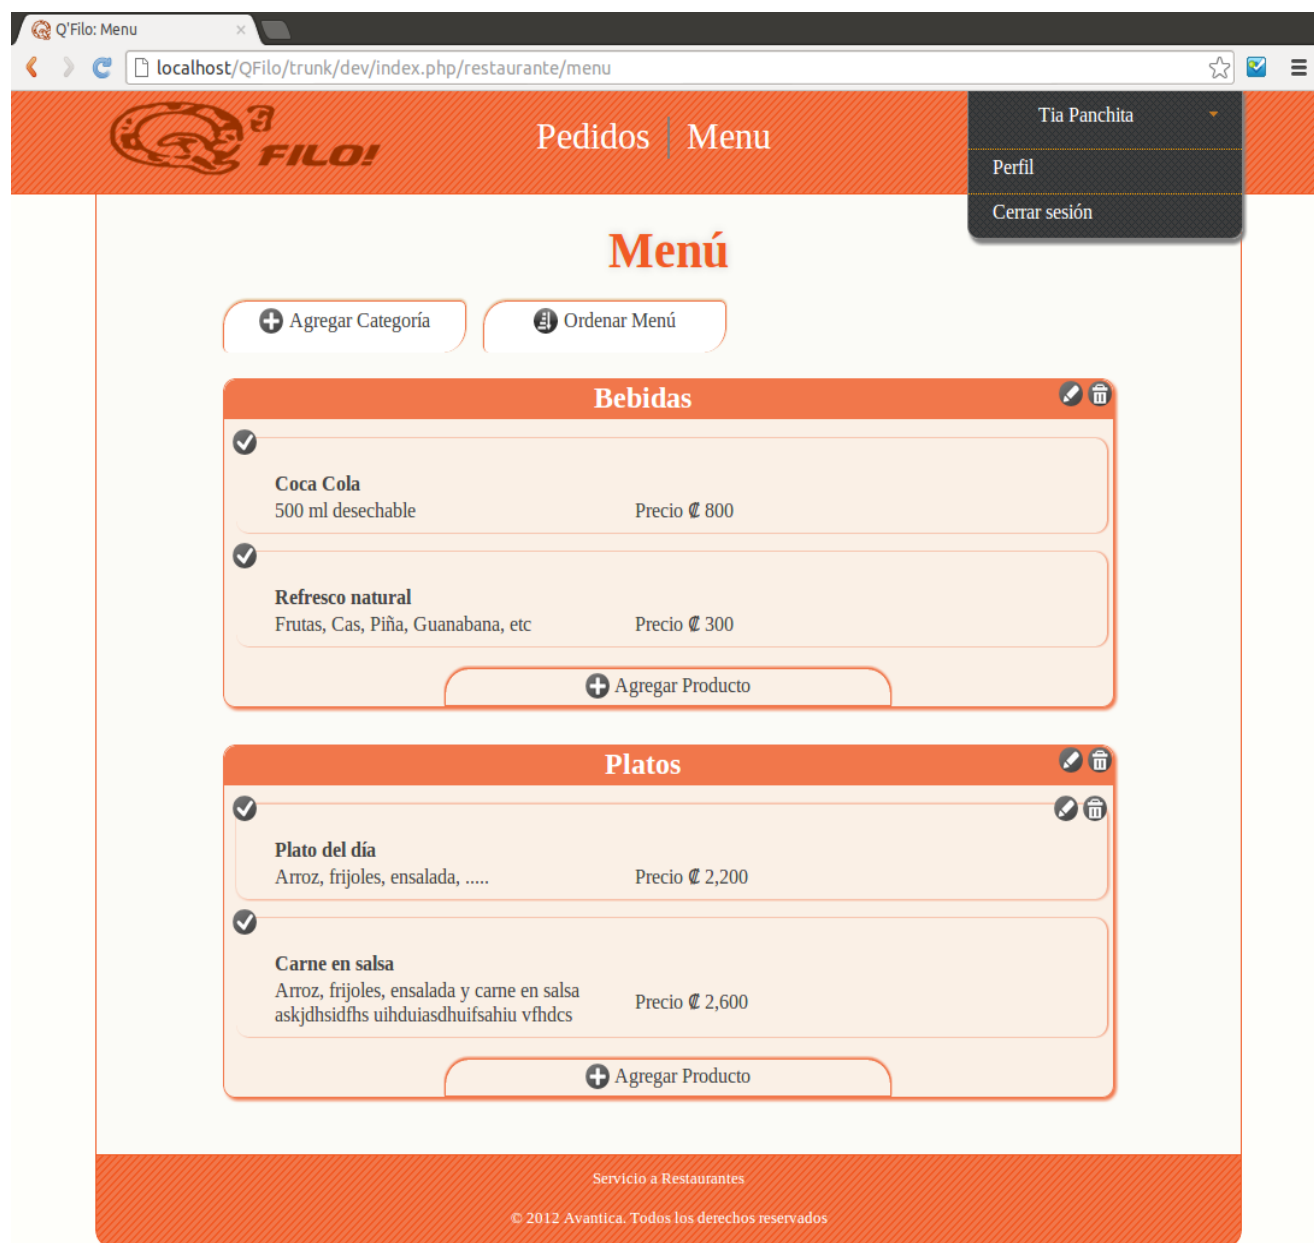 Q'Filo: Menu
localhost/QFilo/trunk/dev/index.php/restaurante/menu
Q3 FILO!
Pedidos
Menu
Tia Panchita
Perfil
Cerrar sesión
Menú
Agregar Categoría
Ordenar Menú
Bebidas
Coca Cola
500 ml desechable
Precio ₡ 800
Refresco natural
Frutas, Cas, Piña, Guanabana, etc
Precio ₡ 300
Agregar Producto
Platos
Plato del día
Arroz, frijoles, ensalada, .....
Precio ₡ 2,200
Carne en salsa
Arroz, frijoles, ensalada y carne en salsa
askjdhsidfhs uihduiasdhuifsahiu vfhdcs
Precio ₡ 2,600
Agregar Producto
Servicio a Restaurantes
© 2012 Avantica. Todos los derechos reservados